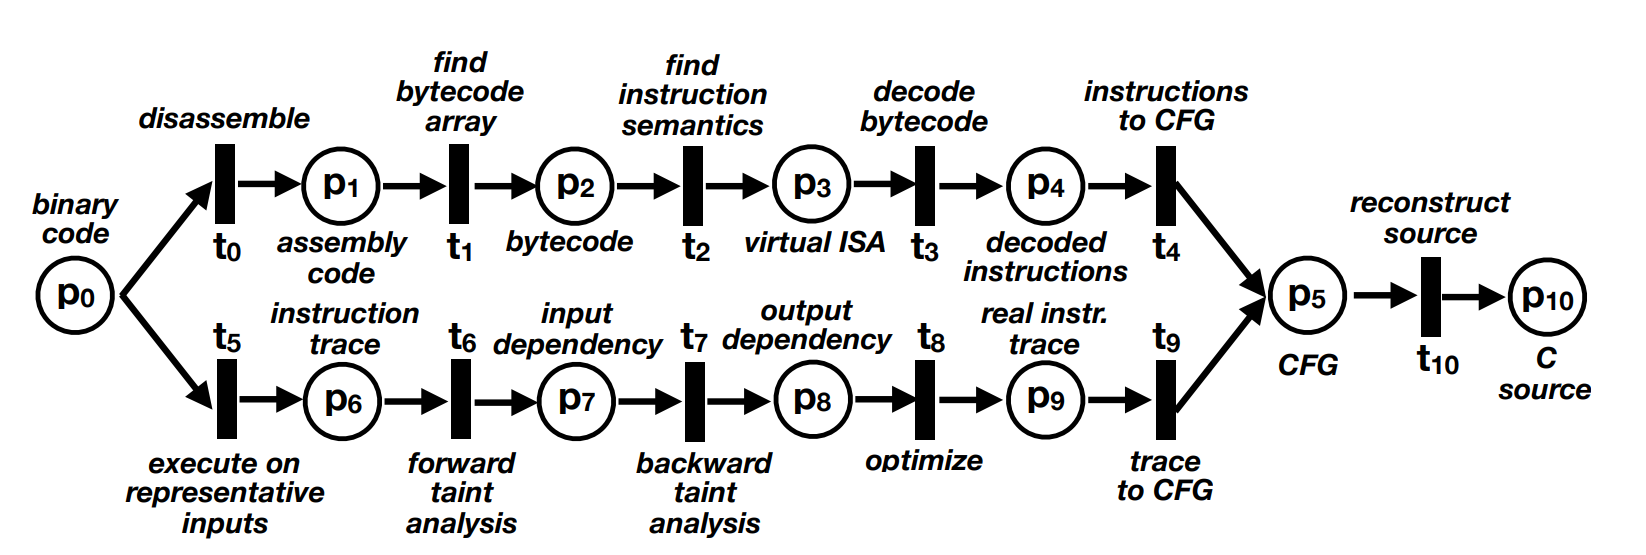 find
bytecode
array
find
instruction
semantics
decode
bytecode
instructions
to CFG
disassemble
p1
p2
p3
p4
t0
assembly
code
t1
bytecode
t2
virtual ISA
t3
decoded
instructions
t4
binary
code
p0
reconstruct
source
p5
CFG
t10
p10
C
source
t5
instruction
trace
t6
input
dependency
t7
output
dependency
t8
real instr.
trace
t9
p6
p7
p8
p9
execute on
representative
inputs
forward
taint
analysis
backward
taint
analysis
optimize
trace
to CFG